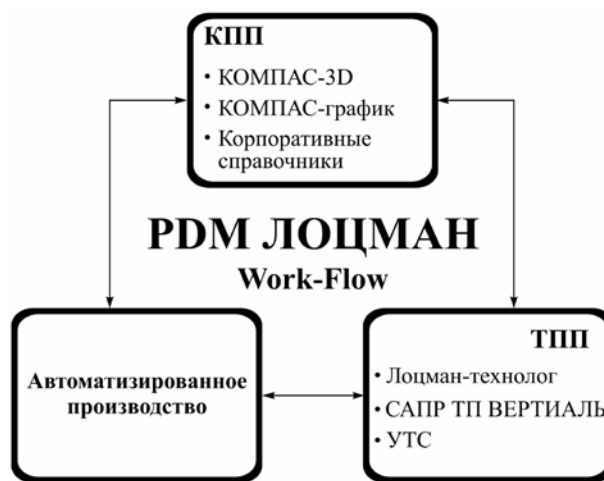 КПП
• КОМПАС-3D
• КОМПАС-график
• Корпоративные
справочники
PDM ЛОЦМАН
Work-Flow
Автоматизированное
производство
ТПП
• Лоцман-технолог
• САПР ТП ВЕРТИАЛЬ
• УТС